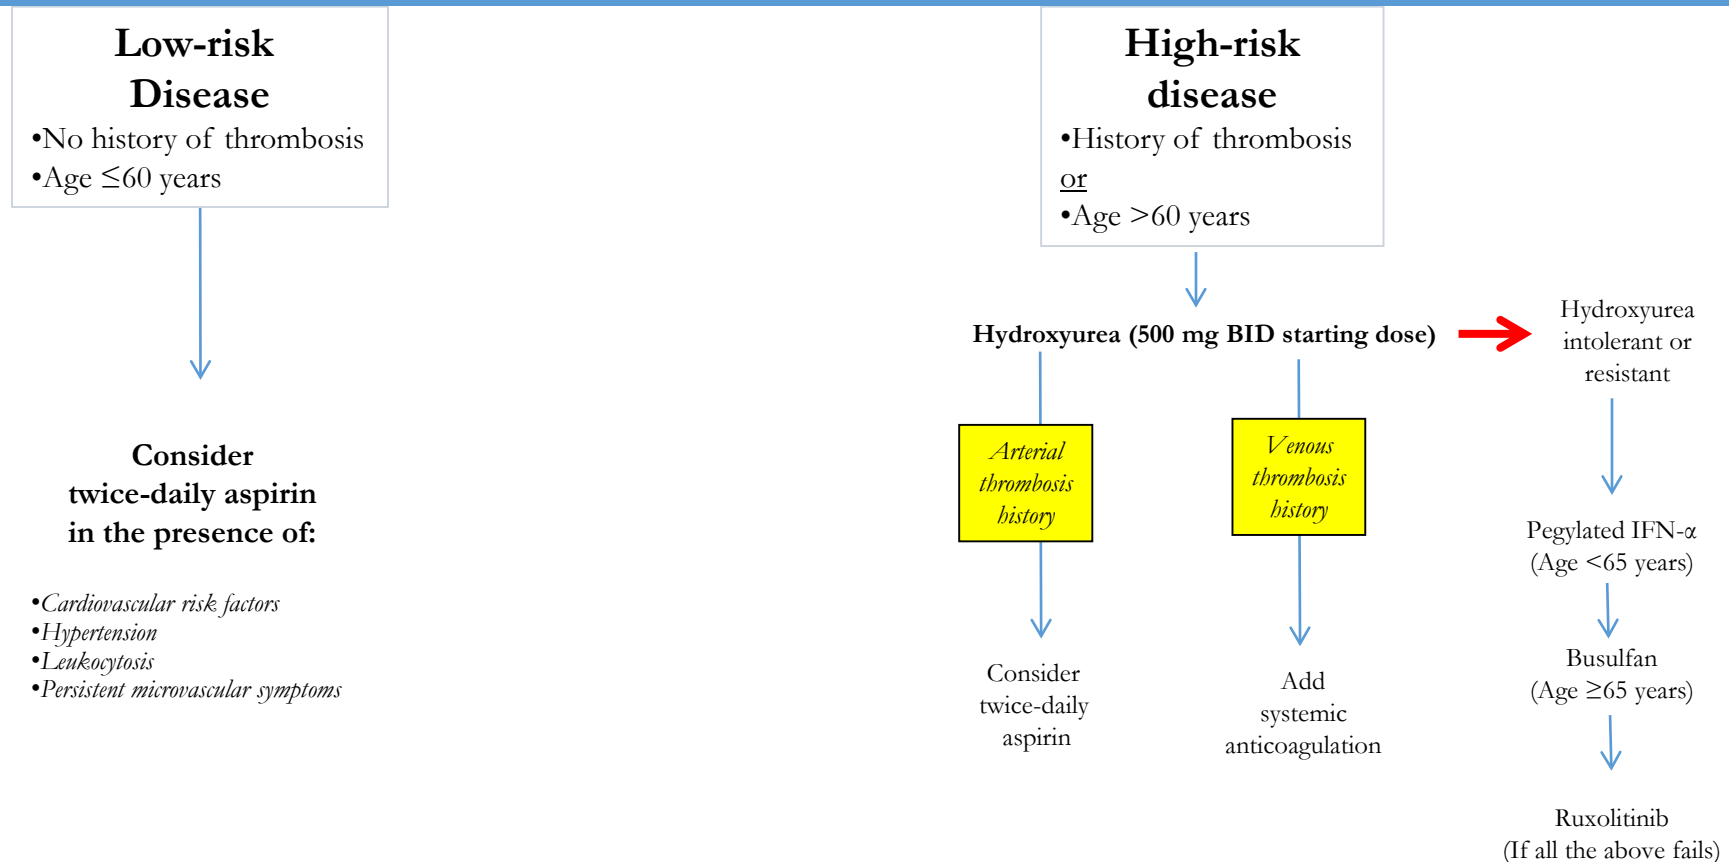 Low-risk
Disease
•No history of thrombosis
•Age ≤60 years
Consider
twice-daily aspirin
in the presence of:
•Cardiovascular risk factors
•Hypertension
•Leukocytosis
•Persistent microvascular symptoms
High-risk
disease
•History of thrombosis
or
•Age >60 years
Hydroxyurea (500 mg BID starting dose)
Arterial
thrombosis
history
Consider
twice-daily
aspirin
Venous
thrombosis
history
Add
systemic
anticoagulation
Hydroxyurea
intolerant or
resistant
Pegylated IFN-α
(Age <65 years)
Busulfan
(Age ≥65 years)
Ruxolitinib
(If all the above fails)